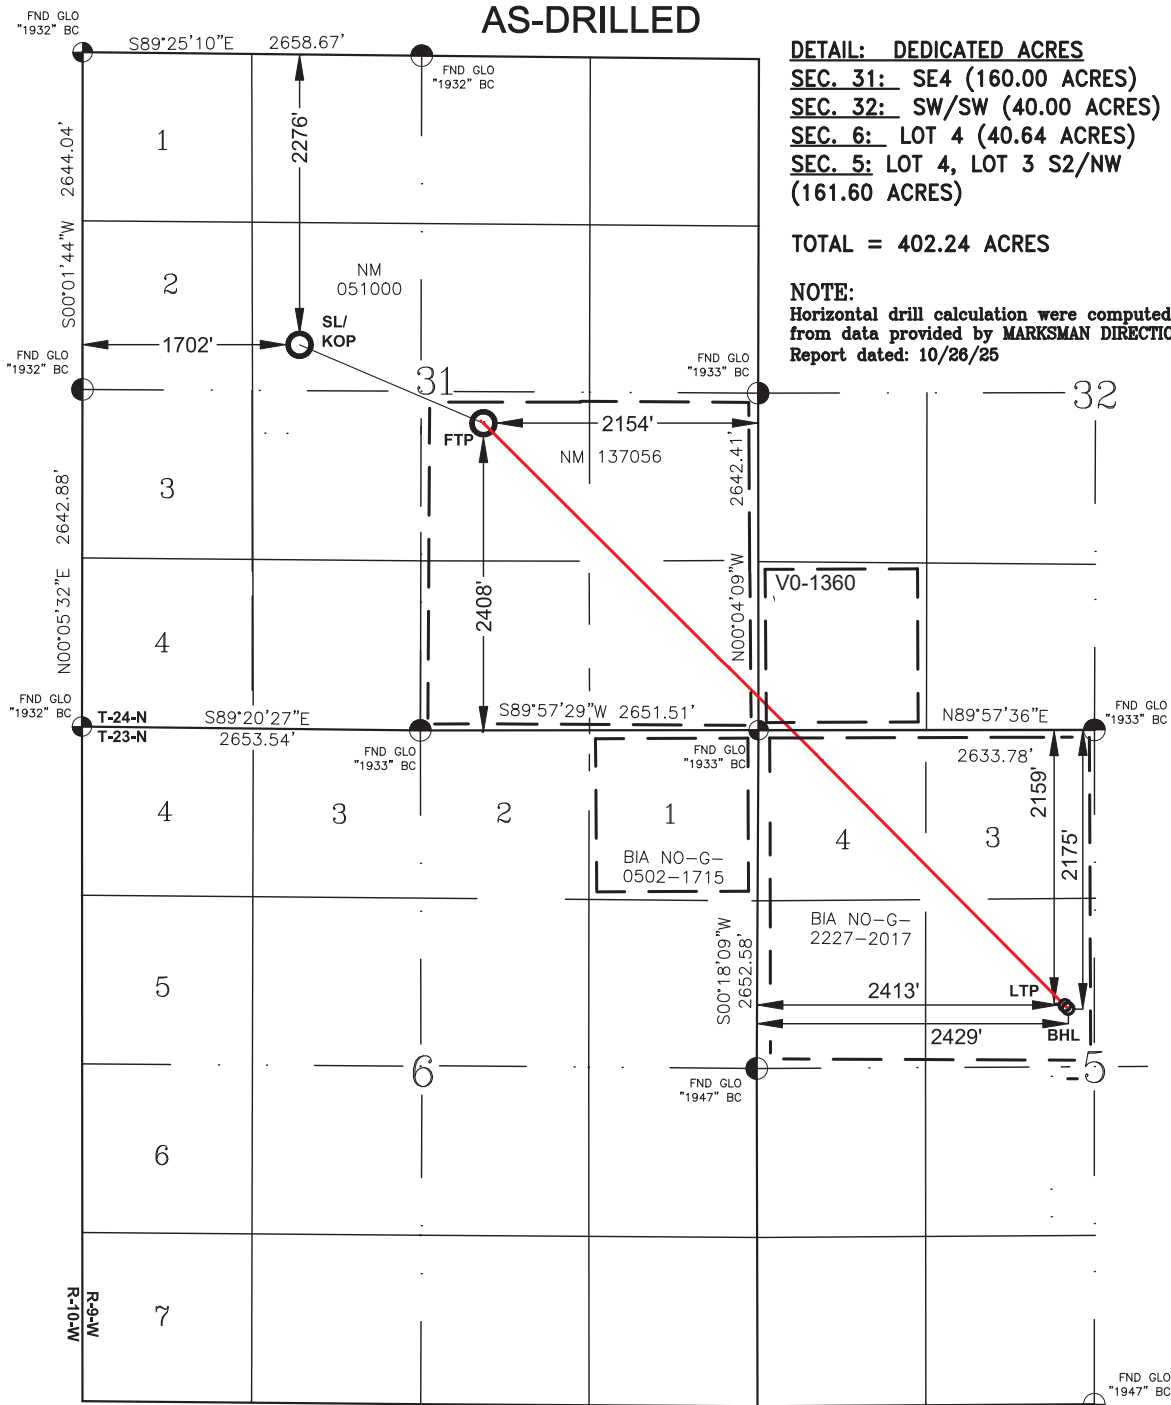 AS-DRILLED
FND GLO
"1932" BC
S89°25'10"E 2658.67'
FND GLO
"1932" BC
DETAIL: DEDICATED ACRES
SEC. 31: SE4 (160.00 ACRES)
SEC. 32: SW/SW (40.00 ACRES)
SEC. 6: LOT 4 (40.64 ACRES)
SEC. 5: LOT 4, LOT 3 S2/NW
(161.60 ACRES)
TOTAL = 402.24 ACRES
NOTE:
Horizontal drill calculation were computed
from data provided by MARKSMAN DIRECTIC
Report dated: 10/26/25
1
2276'
S00°01'44"W 2644.04'
2
NM
051000
SL/
KOP
1702'
FND GLO
"1932" BC
31
FND GLO
"1933" BC
32
FTP
2154'
NM 137056
3
N00°05'32"E 2642.88'
2408'
N00°04'09"W 2642.41'
V0-1360
4
FND GLO
"1932" BC
T-24-N
T-23-N
S89°20'27"E
2653.54'
S89°57'29"W 2651.51'
N89°57'36"E
2633.78'
FND GLO
"1933" BC
FND GLO
"1933" BC
FND GLO
"1933" BC
2159'
2175'
4
3
2
1
4
3
BIA NO-G-
0502-1715
BIA NO-G-
2227-2017
S00°18'09"W
2652.58'
5
2413'
LTP
2429'
BHL
6
5
FND GLO
"1947" BC
6
R-10-W
R-9-W
7
FND GLO
"1947" BC